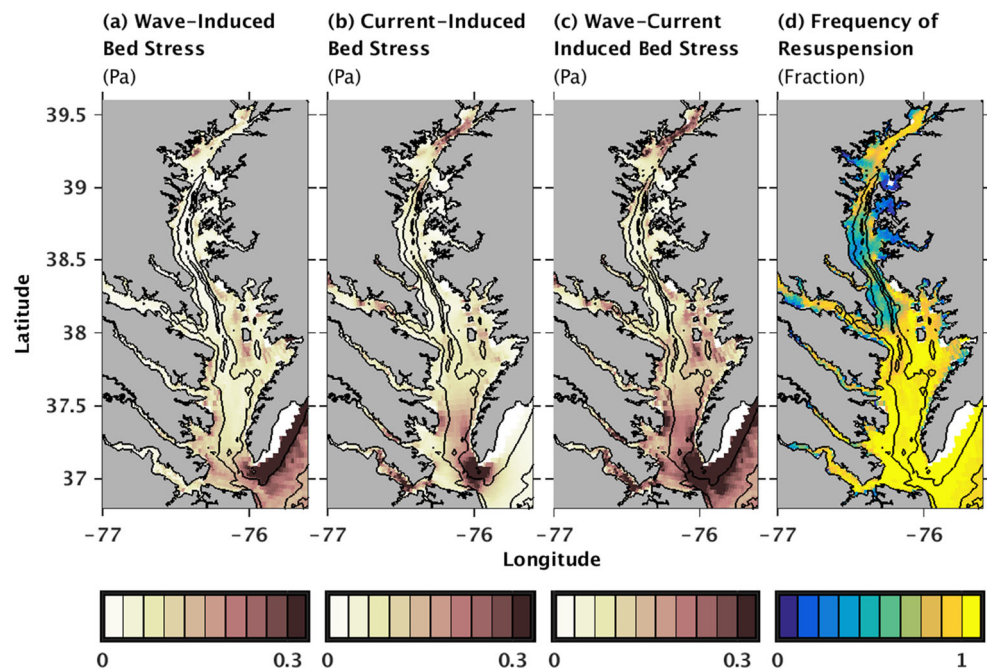 (a) Wave-Induced
Bed Stress
(Pa)
(b) Current-Induced
Bed Stress
(Pa)
(c) Wave-Current
Induced Bed Stress
(Pa)
(d) Frequency of
Resuspension
(Fraction)
Latitude
39.5
39
38.5
38
37.5
37
-77
-76
-77
-76
-77
-76
-77
-76
Longitude
0
0.3
0
0.3
0
0.3
0
1